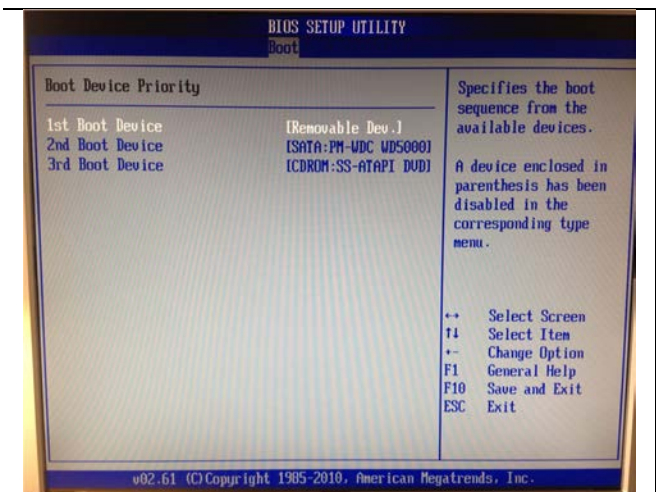 BIOS SETUP UTILITY
Boot
Boot Device Priority
1st Boot Device [Removable Dev.]
2nd Boot Device [SATA:PM-WDC WD5000]
3rd Boot Device [CDROM:SS-ATAPI DVD]
Specifies the boot
sequence from the
available devices.
A device enclosed in
parenthesis has been
disabled in the
corresponding type
menu.
↔ Select Screen
↑↓ Select Item
+- Change Option
F1 General Help
F10 Save and Exit
ESC Exit
v02.61 (C)Copyright 1985-2010, American Megatrends, Inc.